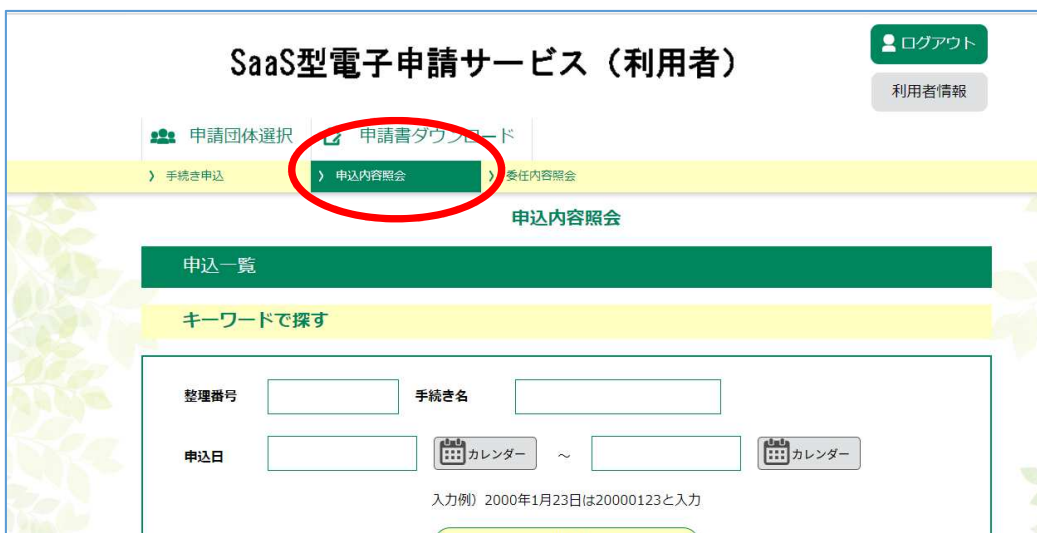 SaaS型電子申請サービス（利用者）
ログアウト
利用者情報
申請団体選択
申請書ダウンロード
手続き申込
申込内容照会
委任内容照会
申込内容照会
申込一覧
キーワードで探す
整理番号
手続き名
申込日
カレンダー
～
カレンダー
入力例）2000年1月23日は20000123と入力